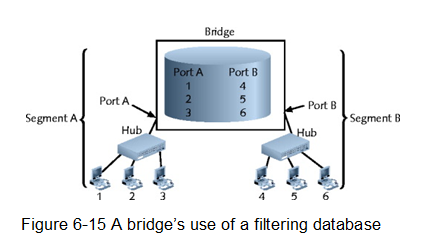 Bridge
Port A Port B
1 4
2 5
3 6
Port A
Port B
Segment A
Segment B
Hub
Hub
1 2 3 4 5 6
Figure 6-15 A bridge’s use of a filtering database